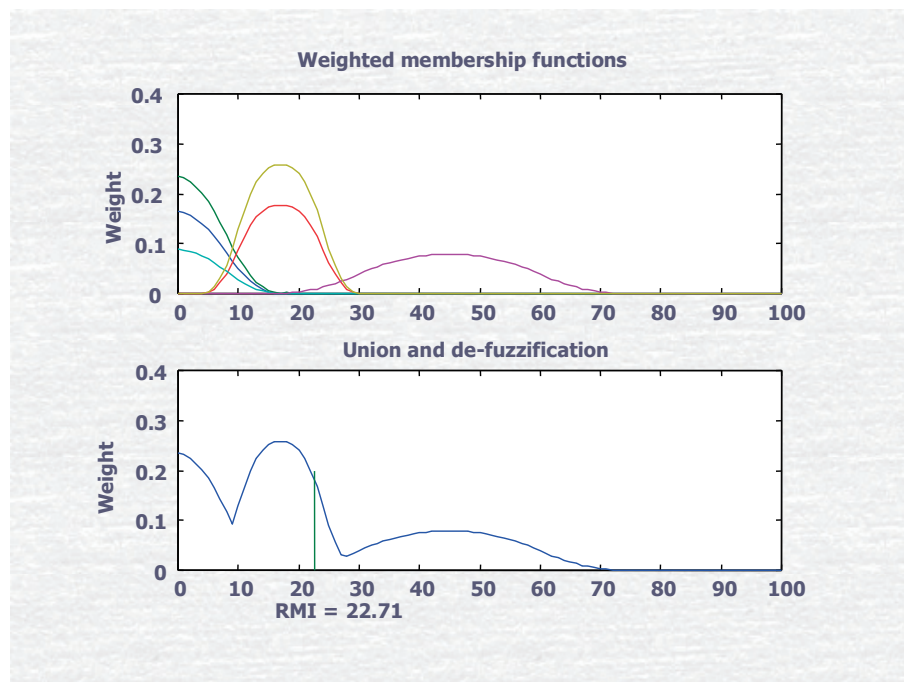 Weighted membership functions
0.4
0.3
0.2
0.1
0
Weight
0 10 20 30 40 50 60 70 80 90 100
Union and de-fuzzification
0.4
0.3
0.2
0.1
0
Weight
0 10 20 30 40 50 60 70 80 90 100
RMI = 22.71